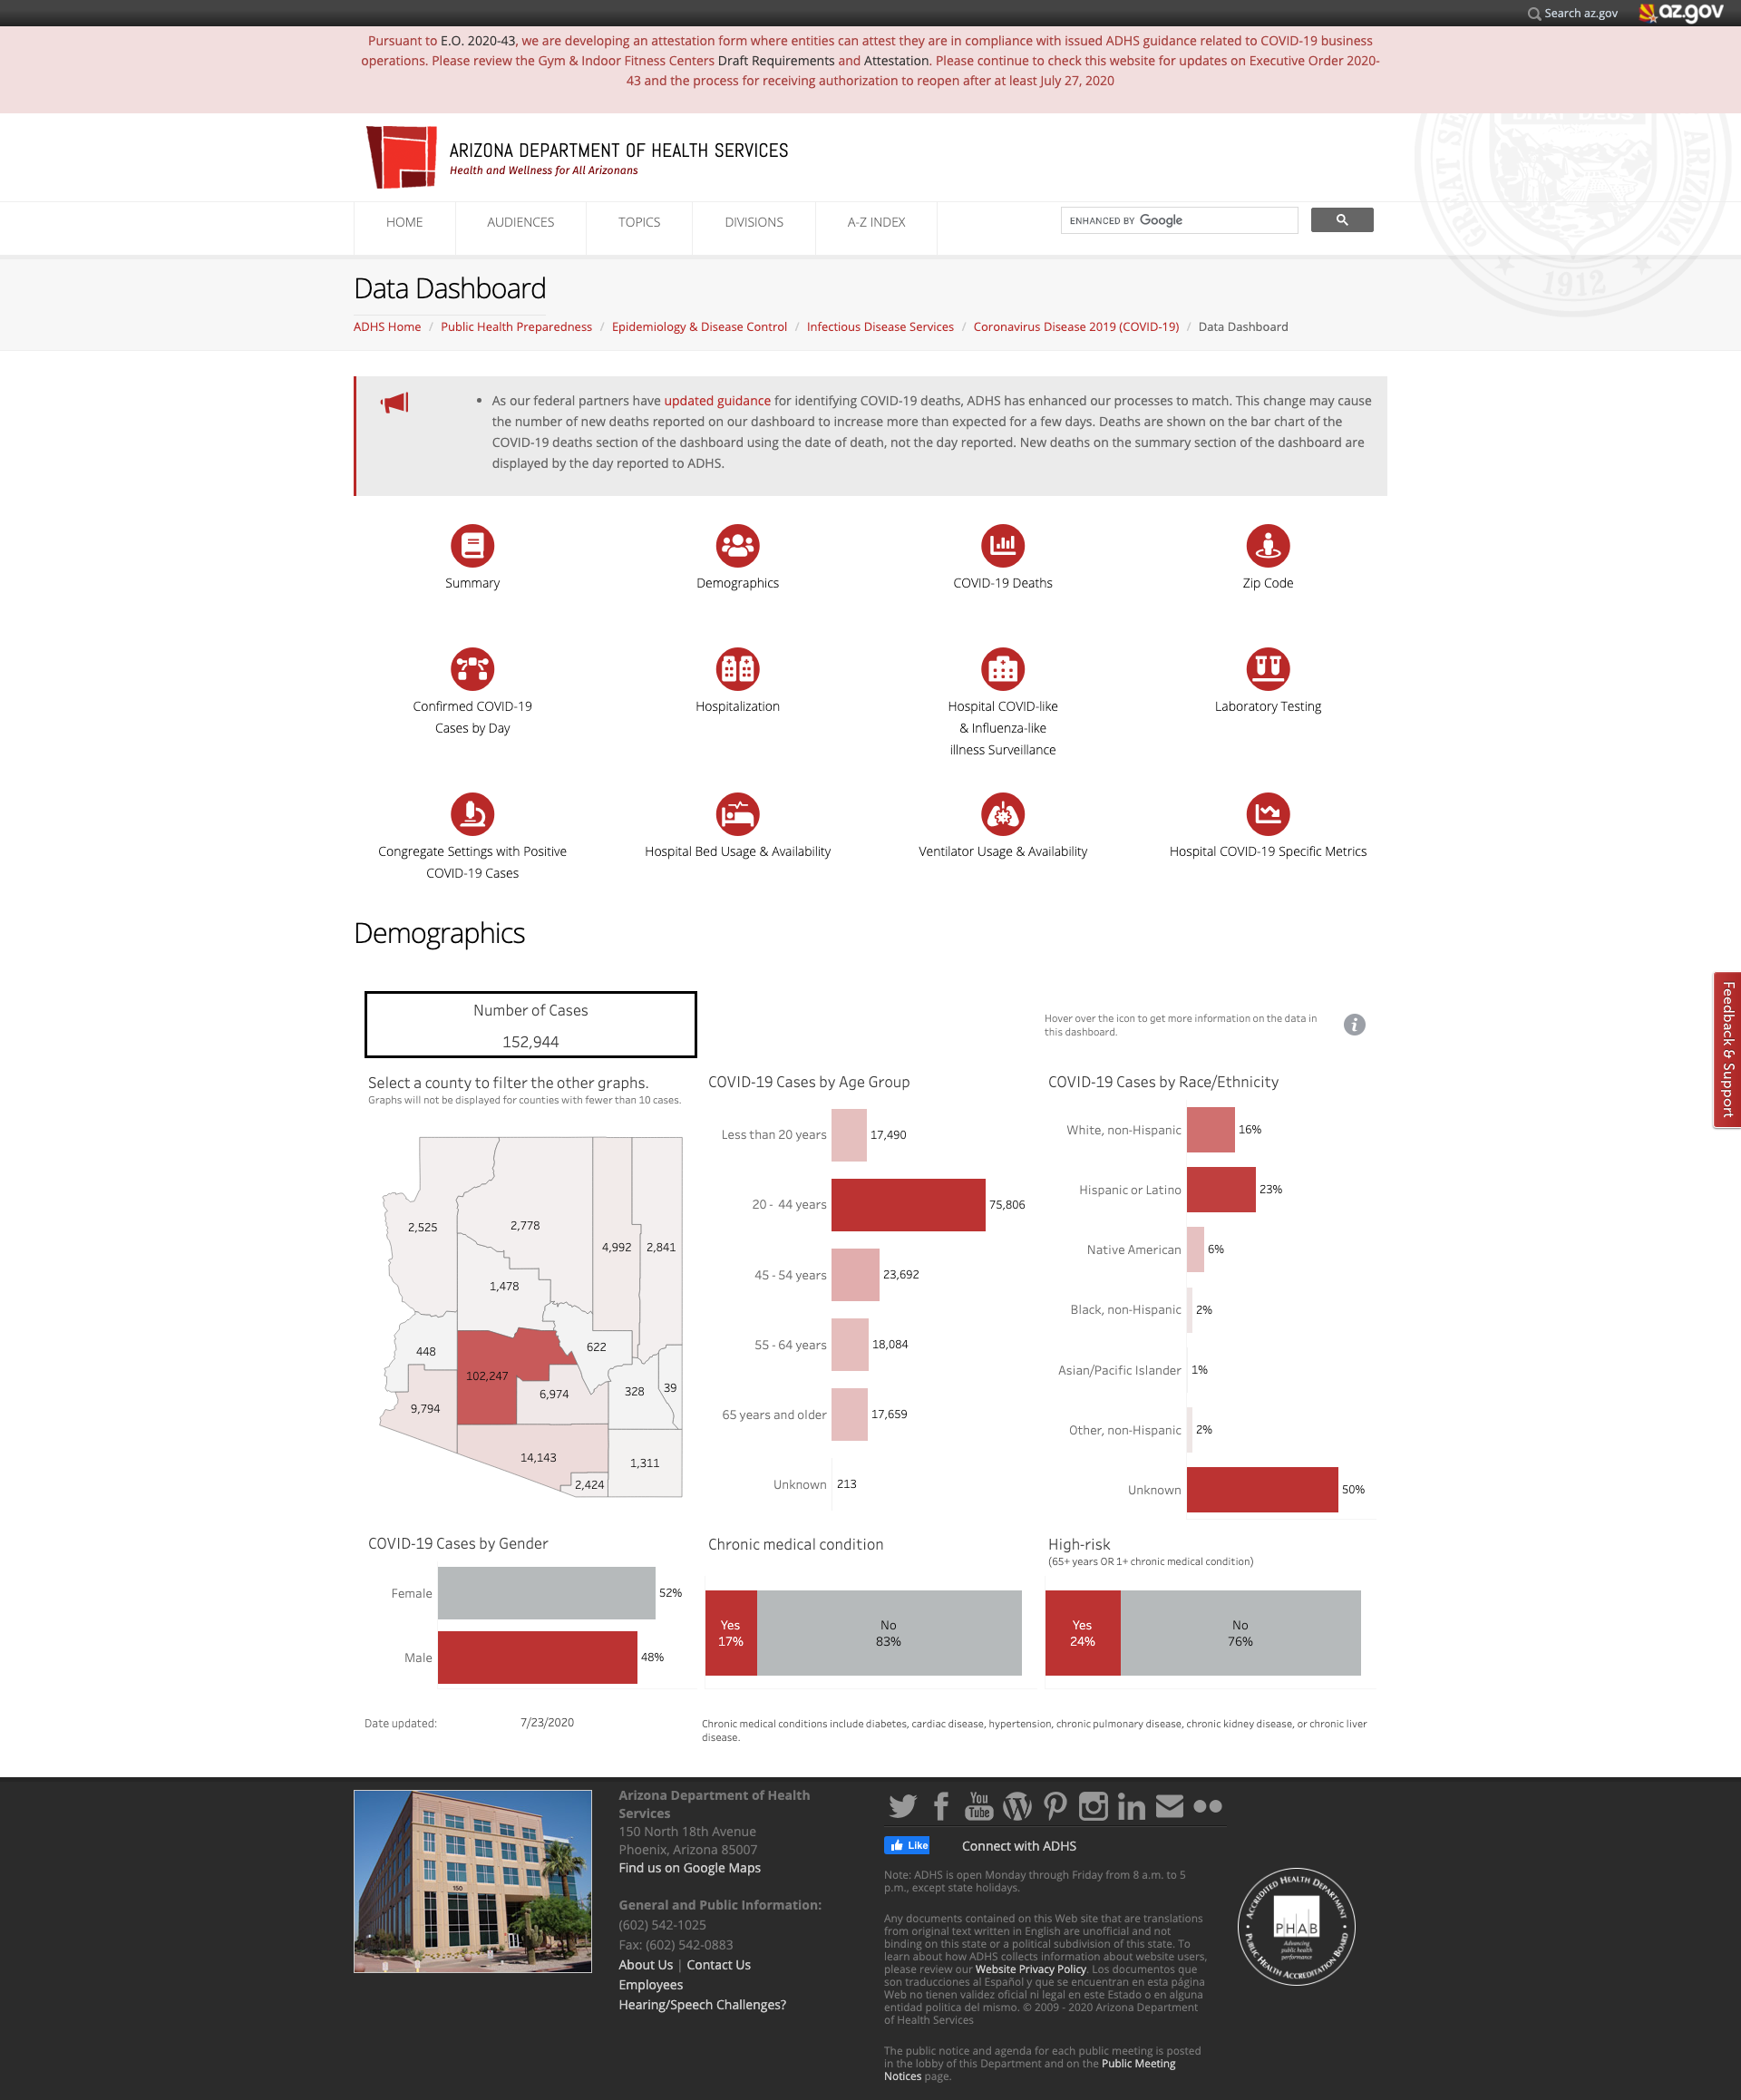 Search az.gov
az.gov
Pursuant to E.O. 2020-43, we are developing an attestation form where entities can attest they are in compliance with issued ADHS guidance related to COVID-19 business
operations. Please review the Gym & Indoor Fitness Centers Draft Requirements and Attestation. Please continue to check this website for updates on Executive Order 2020-
43 and the process for receiving authorization to reopen after at least July 27, 2020
ARIZONA DEPARTMENT OF HEALTH SERVICES
Health and Wellness for All Arizonans
DITAT DEUS
GREAT SE
ARIZONA
1912
HOME
AUDIENCES
TOPICS
DIVISIONS
A-Z INDEX
ENHANCED BY Google
Data Dashboard
ADHS Home / Public Health Preparedness / Epidemiology & Disease Control / Infectious Disease Services / Coronavirus Disease 2019 (COVID-19) / Data Dashboard
• As our federal partners have updated guidance for identifying COVID-19 deaths, ADHS has enhanced our processes to match. This change may cause
the number of new deaths reported on our dashboard to increase more than expected for a few days. Deaths are shown on the bar chart of the
COVID-19 deaths section of the dashboard using the date of death, not the day reported. New deaths on the summary section of the dashboard are
displayed by the day reported to ADHS.
Summary
Demographics
COVID-19 Deaths
Zip Code
Confirmed COVID-19
Cases by Day
Hospitalization
Hospital COVID-like
& Influenza-like
illness Surveillance
Laboratory Testing
Congregate Settings with Positive
COVID-19 Cases
Hospital Bed Usage & Availability
Ventilator Usage & Availability
Hospital COVID-19 Specific Metrics
Demographics
Feedback & Support
Number of Cases
152,944
Hover over the icon to get more information on the data in
this dashboard.
Select a county to filter the other graphs.
Graphs will not be displayed for counties with fewer than 10 cases.
2,525
2,778
4,992
2,841
1,478
448
622
102,247
6,974
328
39
9,794
14,143
1,311
2,424
COVID-19 Cases by Age Group
Less than 20 years 17,490
20 - 44 years 75,806
45 - 54 years 23,692
55 - 64 years 18,084
65 years and older 17,659
Unknown 213
COVID-19 Cases by Race/Ethnicity
White, non-Hispanic 16%
Hispanic or Latino 23%
Native American 6%
Black, non-Hispanic 2%
Asian/Pacific Islander 1%
Other, non-Hispanic 2%
Unknown 50%
COVID-19 Cases by Gender
Female 52%
Male 48%
Chronic medical condition
Yes
17%
No
83%
High-risk
(65+ years OR 1+ chronic medical condition)
Yes
24%
No
76%
Date updated: 7/23/2020
Chronic medical conditions include diabetes, cardiac disease, hypertension, chronic pulmonary disease, chronic kidney disease, or chronic liver
disease.
150
Arizona Department of Health
Services
150 North 18th Avenue
Phoenix, Arizona 85007
Find us on Google Maps
General and Public Information:
(602) 542-1025
Fax: (602) 542-0883
About Us | Contact Us
Employees
Hearing/Speech Challenges?
You
Tube
Like
Connect with ADHS
Note: ADHS is open Monday through Friday from 8 a.m. to 5
p.m., except state holidays.
Any documents contained on this Web site that are translations
from original text written in English are unofficial and not
binding on this state or a political subdivision of this state. To
learn about how ADHS collects information about website users,
please review our Website Privacy Policy. Los documentos que
son traducciones al Español y que se encuentran en esta página
Web no tienen validez oficial ni legal en este Estado o en alguna
entidad politica del mismo. © 2009 - 2020 Arizona Department
of Health Services
The public notice and agenda for each public meeting is posted
in the lobby of this Department and on the Public Meeting
Notices page.
ACCREDITED HEALTH DEPARTMENT
PHAB
Advancing
public health
performance
PUBLIC HEALTH ACCREDITATION BOARD